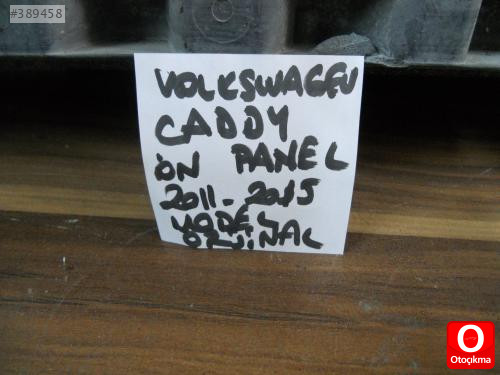 #389458
VOLKSWAGEN
CADDY
ÖN PANEL
2011-2015
MODEL
ORJİNAL
O
Otoçıkma